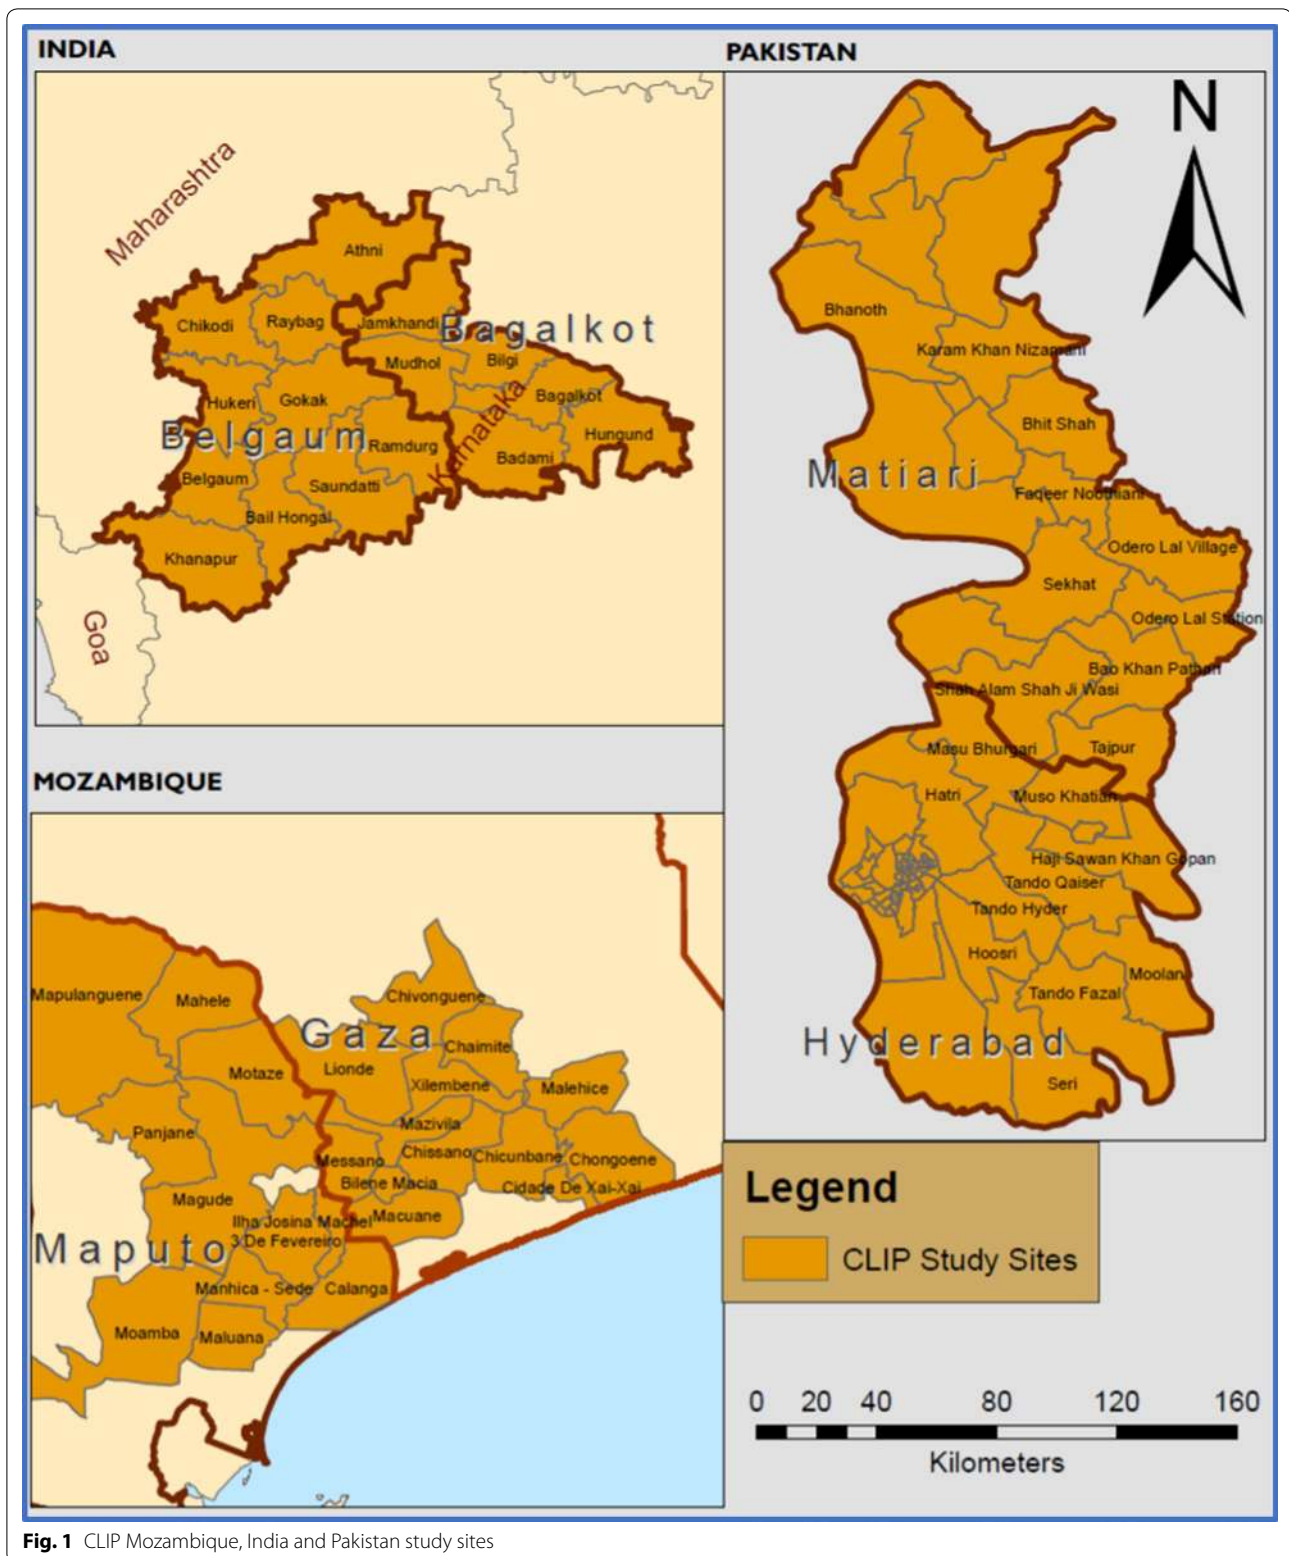 INDIA
Maharashtra
Athni
Chikodi
Raybag
Jamkhandi
Bagalkot
Mudhol
Bilgi
Hukeri
Gokak
Bagalkot
Belgaum
Ramdurg
Karnataka
Hungund
Badami
Belgaum
Saundatti
Bail Hongal
Khanapur
Goa
PAKISTAN
N
Bhanoth
Karam Khan Nizamani
Bhit Shah
Matiari
Faqeer Noothiani
Odero Lal Village
Sekhat
Odero Lal Station
Bao Khan Pathan
Shah Alam Shah Ji Wasi
Masu Bhurgari
Tajpur
Hatri
Muso Khatian
Haji Sawan Khan Gopan
Tando Qaiser
Tando Hyder
Hoosri
Moolan
Tando Fazal
Hyderabad
Seri
MOZAMBIQUE
Mapulanguene
Mahele
Chivonguene
Gaza
Chaimite
Motaze
Lionde
Xilembene
Malehice
Panjane
Mazivila
Messano
Chissano
Chicunbane
Chongoene
Bilene Macia
Cidade De Xai-Xai
Magude
Ilha Josina Machel
Macuane
3 De Fevereiro
Maputo
Manhica - Sede
Calanga
Moamba
Maluana
Legend
CLIP Study Sites
0 20 40 80 120 160
Kilometers
Fig. 1 CLIP Mozambique, India and Pakistan study sites